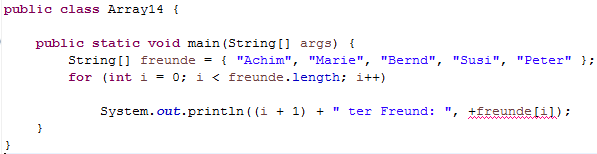 public class Array14 {
public static void main(String[] args) {
String[] freunde = { "Achim", "Marie", "Bernd", "Susi", "Peter" };
for (int i = 0; i < freunde.length; i++)
System.out.println((i + 1) + " ter Freund: ", +freunde[i]);
}
}